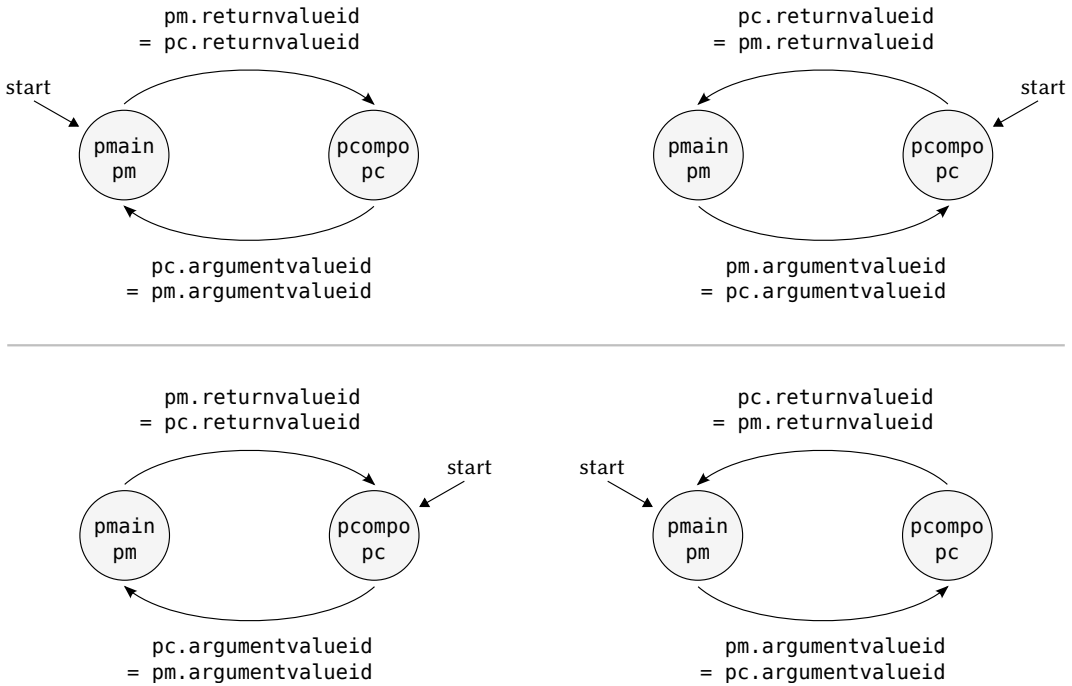 pm.returnvalueid
= pc.returnvalueid
start
pmain
pm
pcompo
pc
pc.argumentvalueid
= pm.argumentvalueid
pc.returnvalueid
= pm.returnvalueid
start
pmain
pm
pcompo
pc
pm.argumentvalueid
= pc.argumentvalueid
pm.returnvalueid
= pc.returnvalueid
start
pmain
pm
pcompo
pc
pc.argumentvalueid
= pm.argumentvalueid
pc.returnvalueid
= pm.returnvalueid
start
pmain
pm
pcompo
pc
pm.argumentvalueid
= pc.argumentvalueid